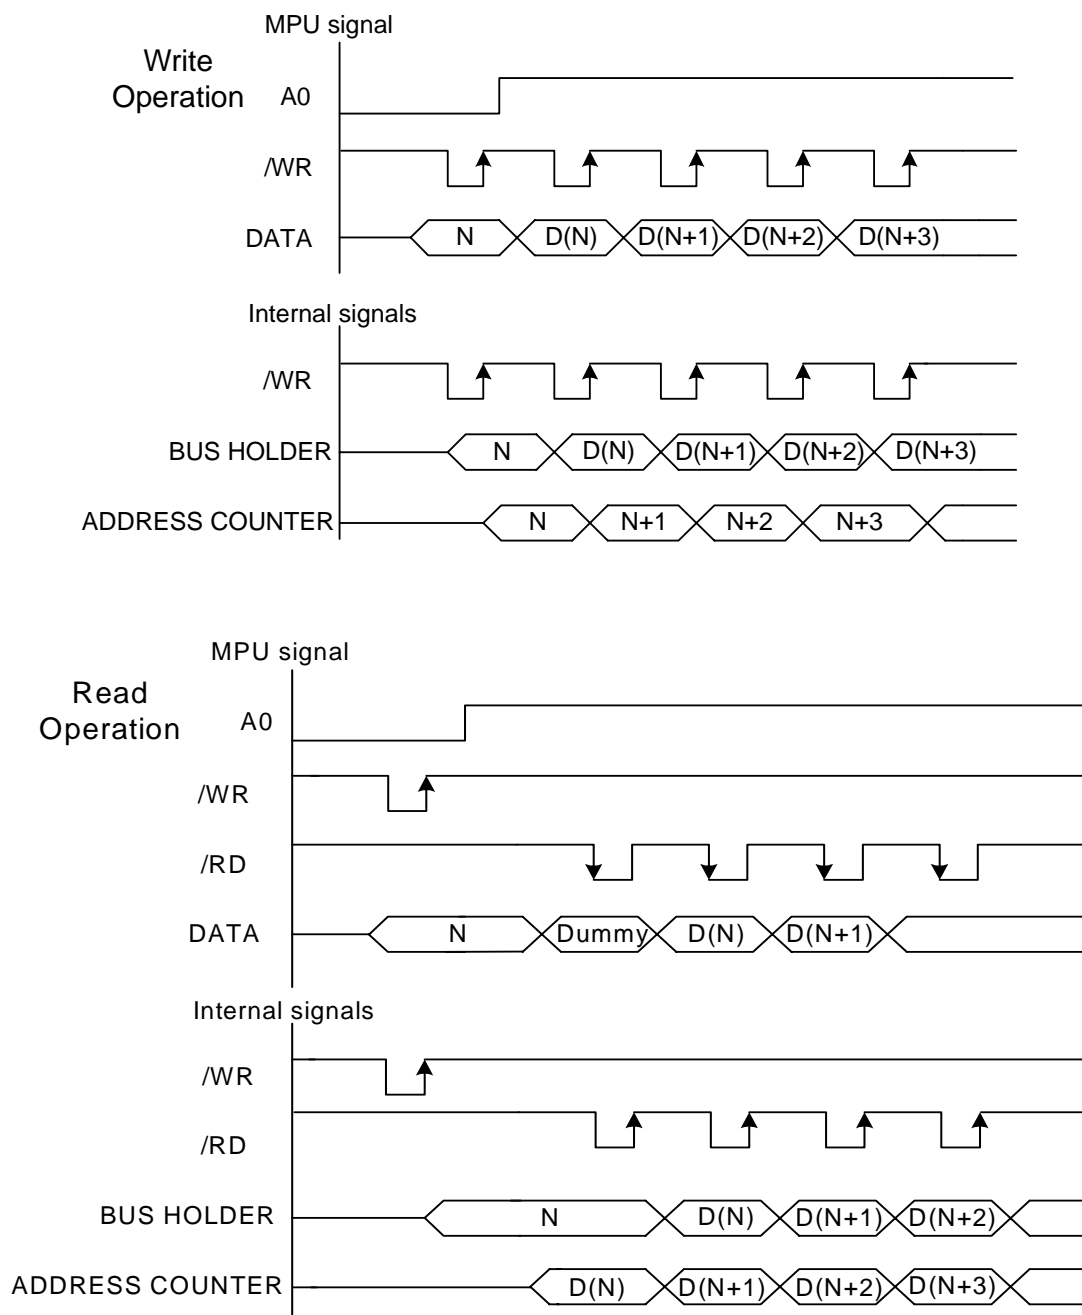 MPU signal
Write
Operation
A0
/WR
DATA
N D(N) D(N+1) D(N+2) D(N+3)
Internal signals
/WR
BUS HOLDER
N D(N) D(N+1) D(N+2) D(N+3)
ADDRESS COUNTER
N N+1 N+2 N+3
MPU signal
Read
Operation
A0
/WR
/RD
DATA
N Dummy D(N) D(N+1)
Internal signals
/WR
/RD
BUS HOLDER
N D(N) D(N+1) D(N+2)
ADDRESS COUNTER
D(N) D(N+1) D(N+2) D(N+3)